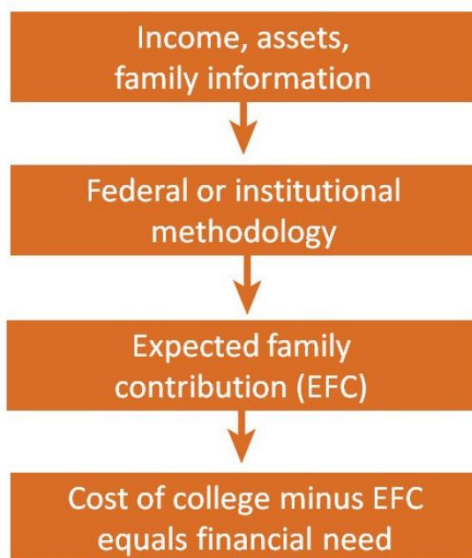 Income, assets,
family information
Federal or institutional
methodology
Expected family
contribution (EFC)
Cost of college minus EFC
equals financial need